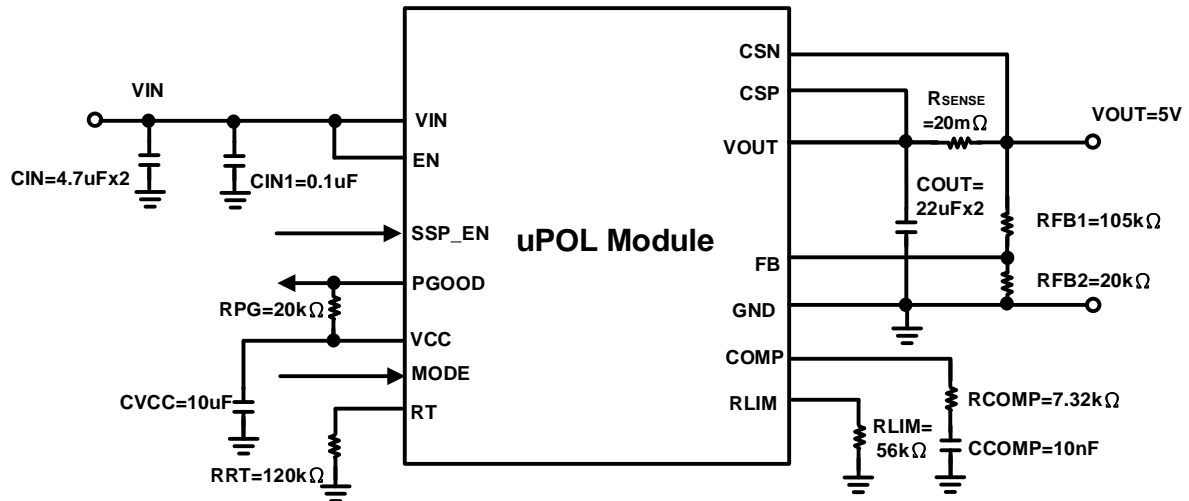 VIN
CIN=4.7uFx2
CIN1=0.1uF
RPG=20kΩ
CVCC=10uF
RRT=120kΩ
VIN
EN
SSP_EN
PGOOD
VCC
MODE
RT
uPOL Module
CSN
CSP
VOUT
FB
GND
COMP
RLIM
RSENSE
=20mΩ
VOUT=5V
COUT=
22uFx2
RFB1=105kΩ
RFB2=20kΩ
RLIM=
56kΩ
RCOMP=7.32kΩ
CCOMP=10nF